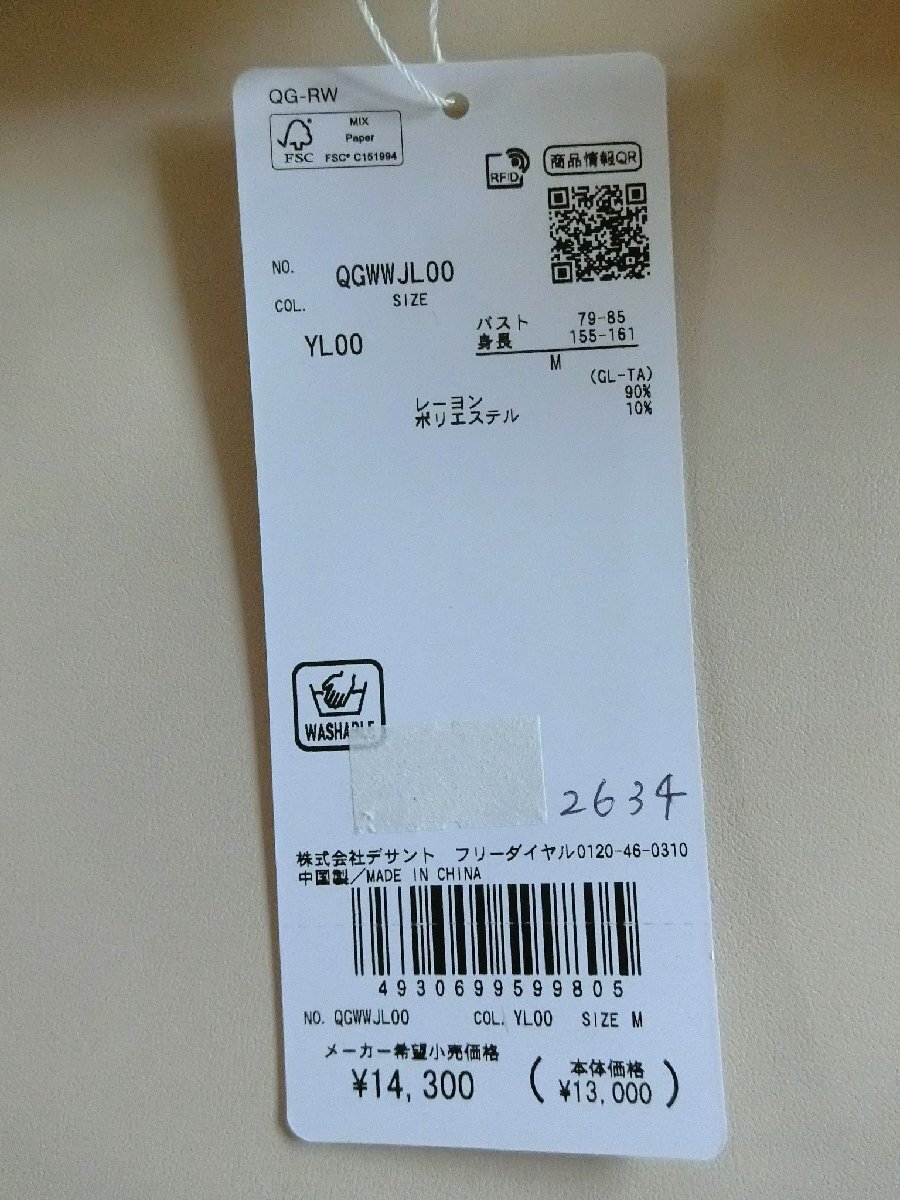 QG-RW
FSC
MIX
Paper
FSC® C151994
RFID
商品情報QR
NO. QGWWJL00
COL. SIZE
YL00
バスト 79-85
身長 155-161
M
(GL-TA)
レーヨン 90%
ポリエステル 10%
WASHABLE
2634
株式会社デサント フリーダイヤル0120-46-0310
中国製/MADE IN CHINA
4930699599805
NO. QGWWJL00 COL. YL00 SIZE M
メーカー希望小売価格
¥14,300
(本体価格
¥13,000)